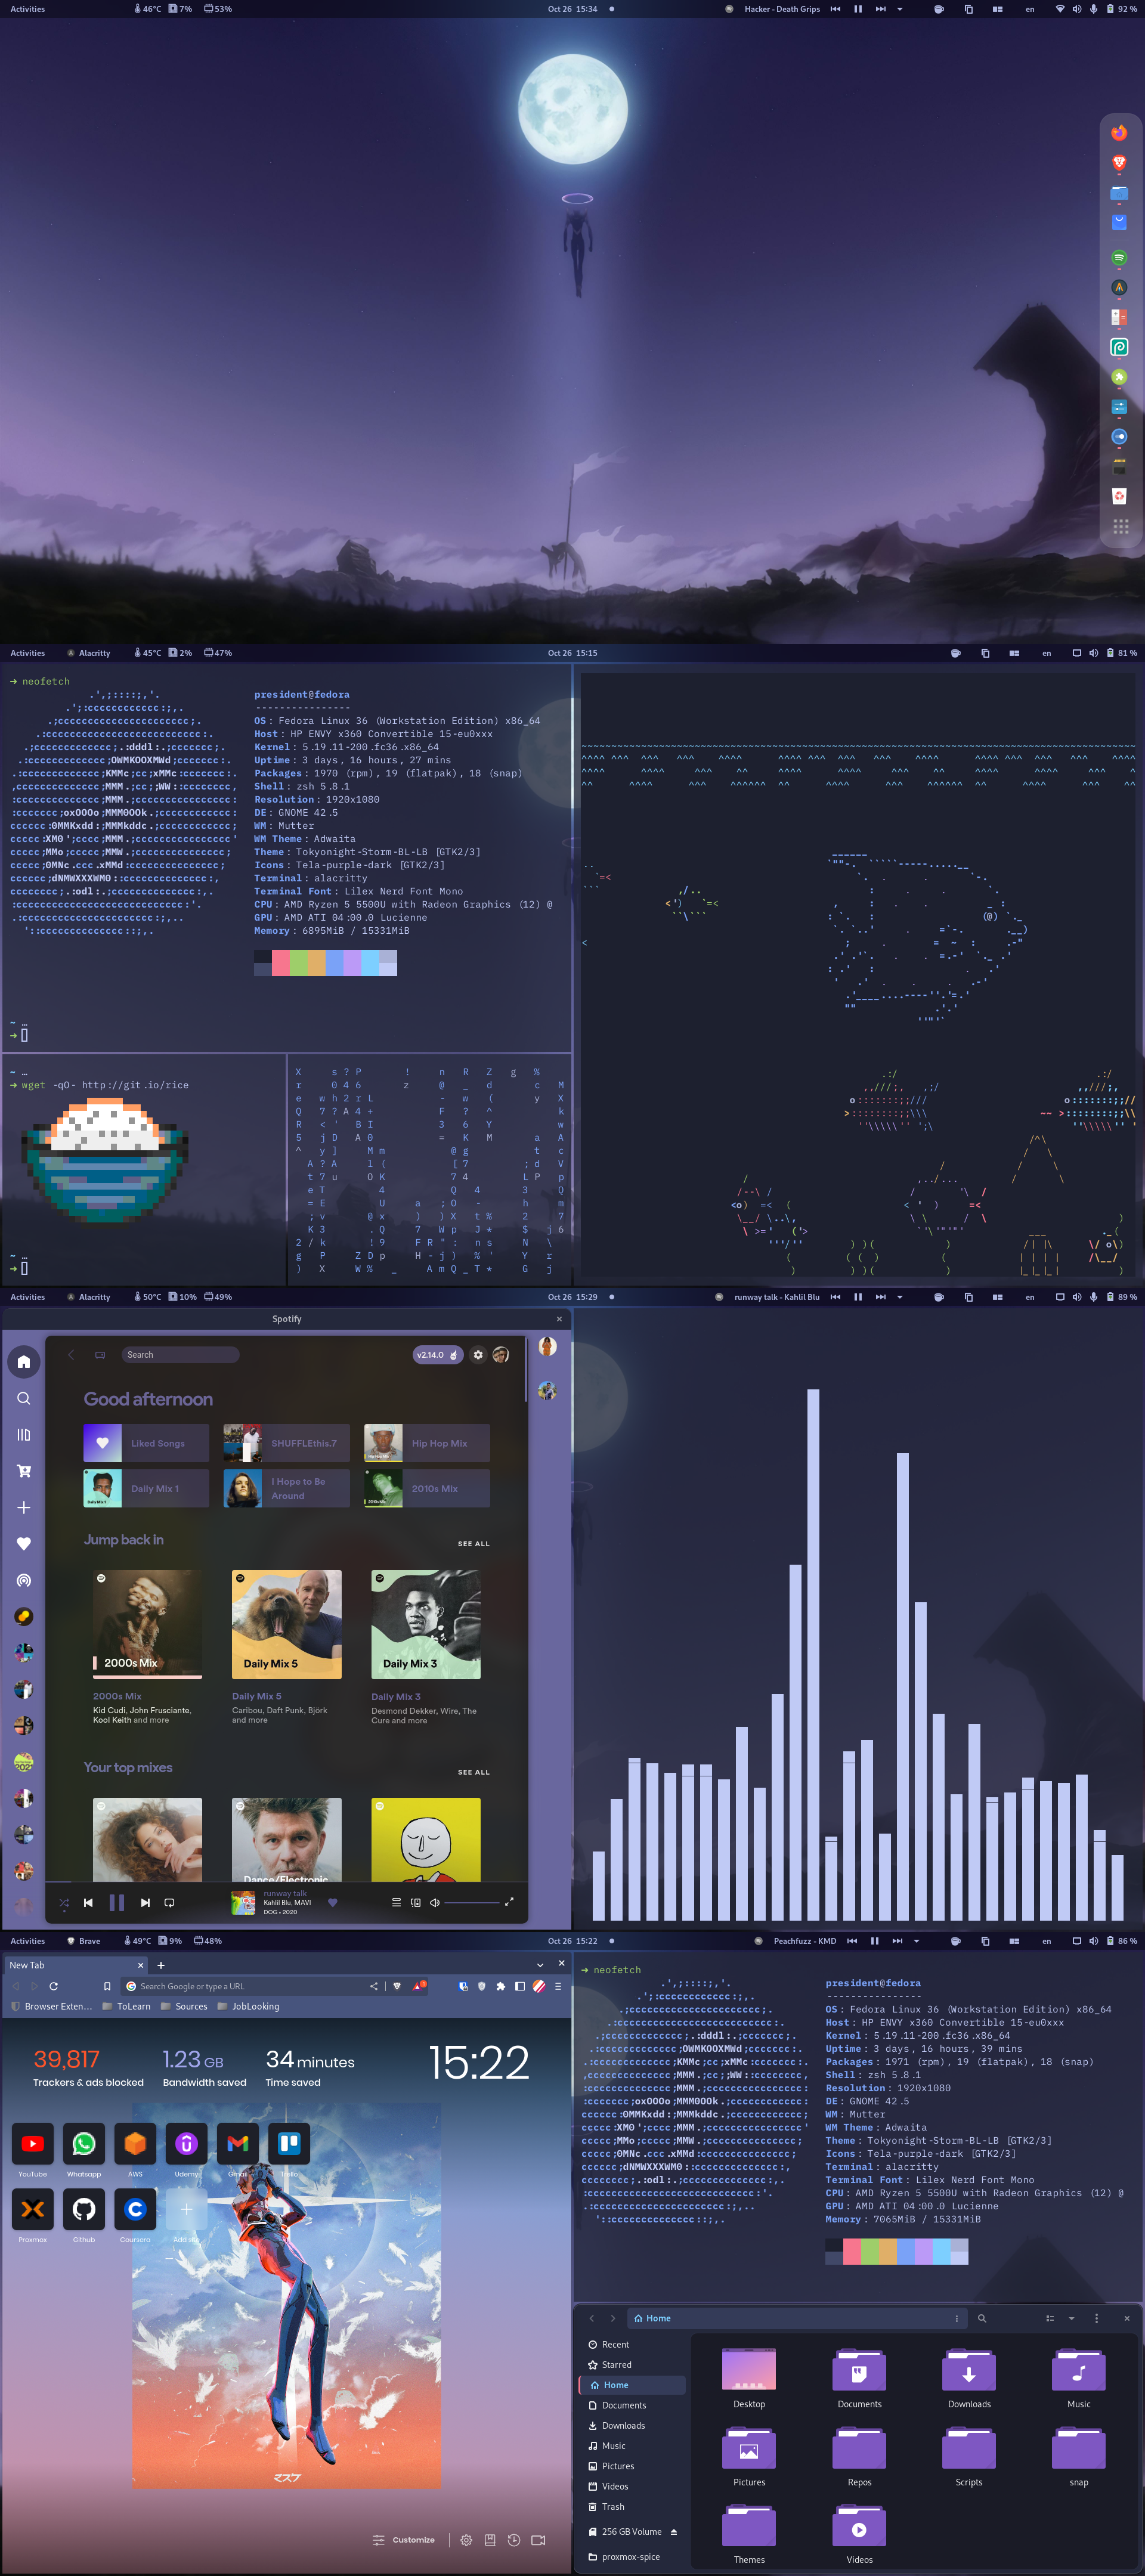 Activities 46°C 7% 53% Oct 26 15:34 Hacker - Death Grips en 92 %
Activities Alacritty 45°C 2% 47% Oct 26 15:15 en 81 %
➜ neofetch
president@fedora
----------------
OS: Fedora Linux 36 (Workstation Edition) x86_64
Host: HP ENVY x360 Convertible 15-eu0xxx
Kernel: 5.19.11-200.fc36.x86_64
Uptime: 3 days, 16 hours, 27 mins
Packages: 1970 (rpm), 19 (flatpak), 18 (snap)
Shell: zsh 5.8.1
Resolution: 1920x1080
DE: GNOME 42.5
WM: Mutter
WM Theme: Adwaita
Theme: Tokyonight-Storm-BL-LB [GTK2/3]
Icons: Tela-purple-dark [GTK2/3]
Terminal: alacritty
Terminal Font: Lilex Nerd Font Mono
CPU: AMD Ryzen 5 5500U with Radeon Graphics (12) @
GPU: AMD ATI 04:00.0 Lucienne
Memory: 6895MiB / 15331MiB
~ …
➜
~ …
➜ wget -qO- http://git.io/rice
~ …
➜
Activities Alacritty 50°C 10% 49% Oct 26 15:29 runway talk - Kahlil Blu en 89 %
Spotify
Search
v2.14.0
Good afternoon
Liked Songs
SHUFFLEthis.7
Hip Hop Mix
Daily Mix 1
I Hope to Be
Around
2010s Mix
Jump back in
SEE ALL
2000s Mix
Daily Mix 5
Daily Mix 3
2000s Mix
Kid Cudi, John Frusciante,
Kool Keith and more
Daily Mix 5
Caribou, Daft Punk, Björk
and more
Daily Mix 3
Desmond Dekker, Wire, The
Cure and more
Your top mixes
SEE ALL
Dance/Electronic
runway talk
Kahlil Blu, MAVI
DOG • 2020
Activities Brave 49°C 9% 48% Oct 26 15:22 Peachfuzz - KMD en 86 %
New Tab
Search Google or type a URL
Browser Exten… ToLearn Sources JobLooking
39,817
Trackers & ads blocked
1.23 GB
Bandwidth saved
34 minutes
Time saved
15:22
YouTube Whatsapp AWS Udemy Gmail Trello
Proxmox Github Coursera Add site
マスケ
Customize
➜ neofetch
president@fedora
----------------
OS: Fedora Linux 36 (Workstation Edition) x86_64
Host: HP ENVY x360 Convertible 15-eu0xxx
Kernel: 5.19.11-200.fc36.x86_64
Uptime: 3 days, 16 hours, 39 mins
Packages: 1971 (rpm), 19 (flatpak), 18 (snap)
Shell: zsh 5.8.1
Resolution: 1920x1080
DE: GNOME 42.5
WM: Mutter
WM Theme: Adwaita
Theme: Tokyonight-Storm-BL-LB [GTK2/3]
Icons: Tela-purple-dark [GTK2/3]
Terminal: alacritty
Terminal Font: Lilex Nerd Font Mono
CPU: AMD Ryzen 5 5500U with Radeon Graphics (12) @
GPU: AMD ATI 04:00.0 Lucienne
Memory: 7065MiB / 15331MiB
Home
Recent
Starred
Home
Documents
Downloads
Music
Pictures
Videos
Trash
256 GB Volume
proxmox-spice
Desktop Documents Downloads Music
Pictures Repos Scripts snap
Themes Videos